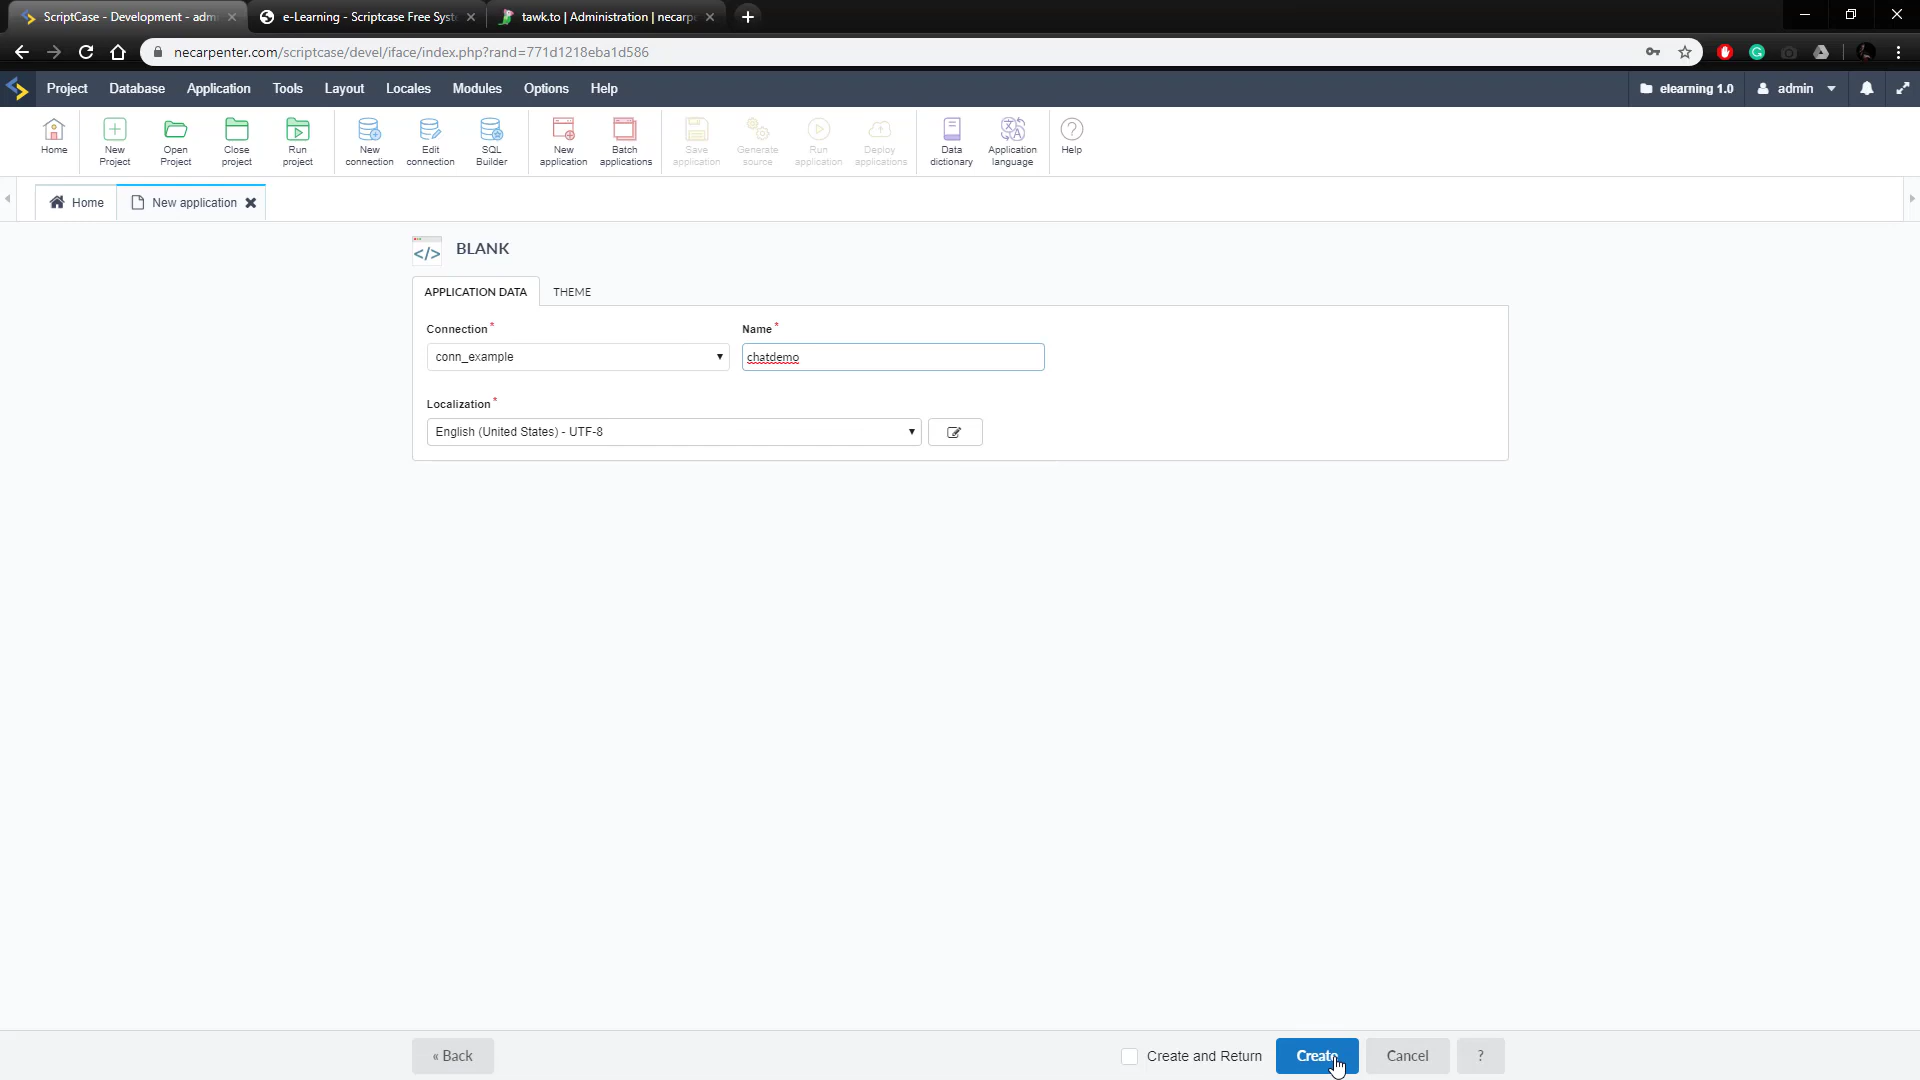 ScriptCase - Development - adm
e-Learning - Scriptcase Free Syst
tawk.to | Administration | necarpe
necarpenter.com/scriptcase/devel/iface/index.php?rand=771d1218eba1d586
Project Database Application Tools Layout Locales Modules Options Help
elearning 1.0
admin
Home
New Project
Open Project
Close project
Run project
New connection
Edit connection
SQL Builder
New application
Batch applications
Save application
Generate source
Run application
Deploy applications
Data dictionary
Application language
Help
Home
New application
BLANK
APPLICATION DATA THEME
Connection* Name*
conn_example chatdemo
Localization*
English (United States) - UTF-8
« Back
Create and Return
Create
Cancel
?